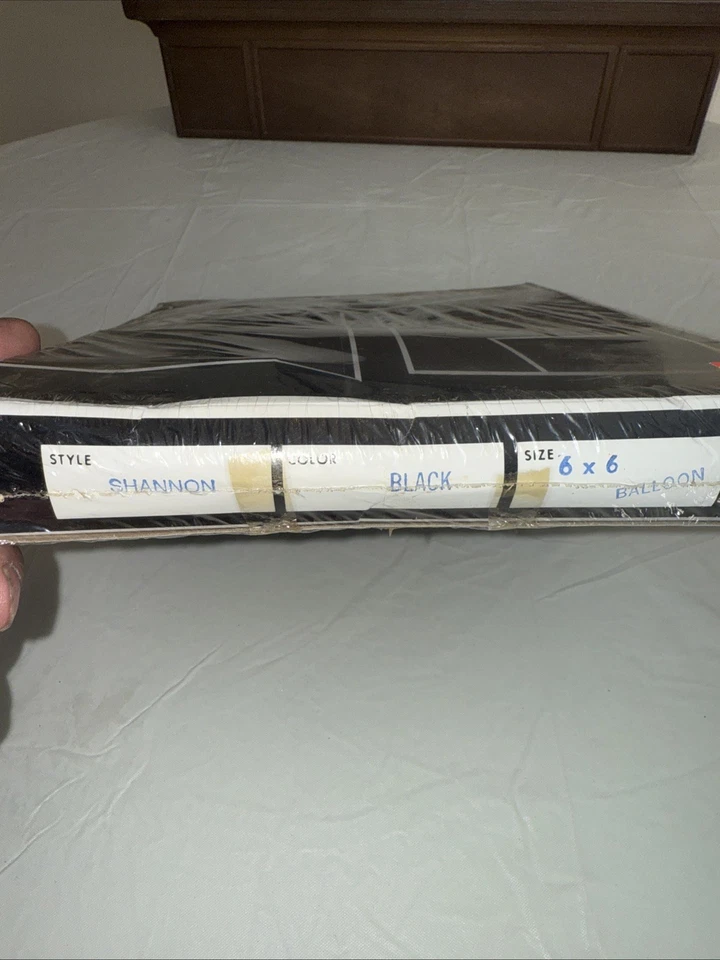 STYLE SHANNON
COLOR BLACK
SIZE 6 x 6
BALLOON